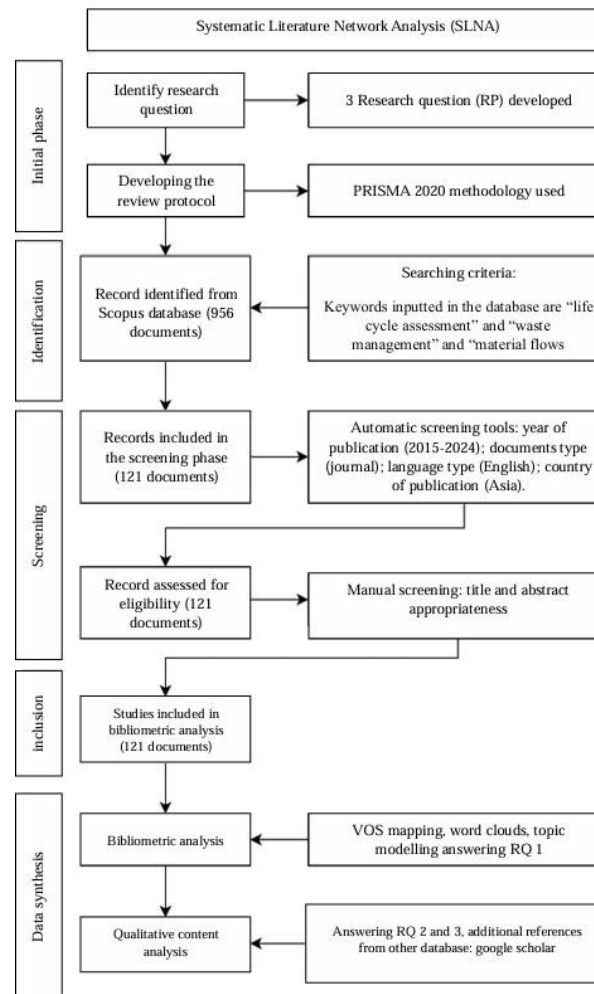 Systematic Literature Network Analysis (SLNA)
Initial phase
Identify research
question
3 Research question (RP) developed
Developing the
review protocol
PRISMA 2020 methodology used
Identification
Record identified from
Scopus database (956
documents)
Searching criteria:
Keywords inputted in the database are “life
cycle assessment” and “waste
management” and “material flows
Screening
Records included in
the screening phase
(121 documents)
Automatic screening tools: year of
publication (2015-2024); documents type
(journal); language type (English); country
of publication (Asia).
Record assessed for
eligibility (121
documents)
Manual screening: title and abstract
appropriateness
inclusion
Studies included in
bibliometric analysis
(121 documents)
Data synthesis
Bibliometric analysis
VOS mapping, word clouds, topic
modelling answering RQ 1
Qualitative content
analysis
Answering RQ 2 and 3, additional references
from other database: google scholar